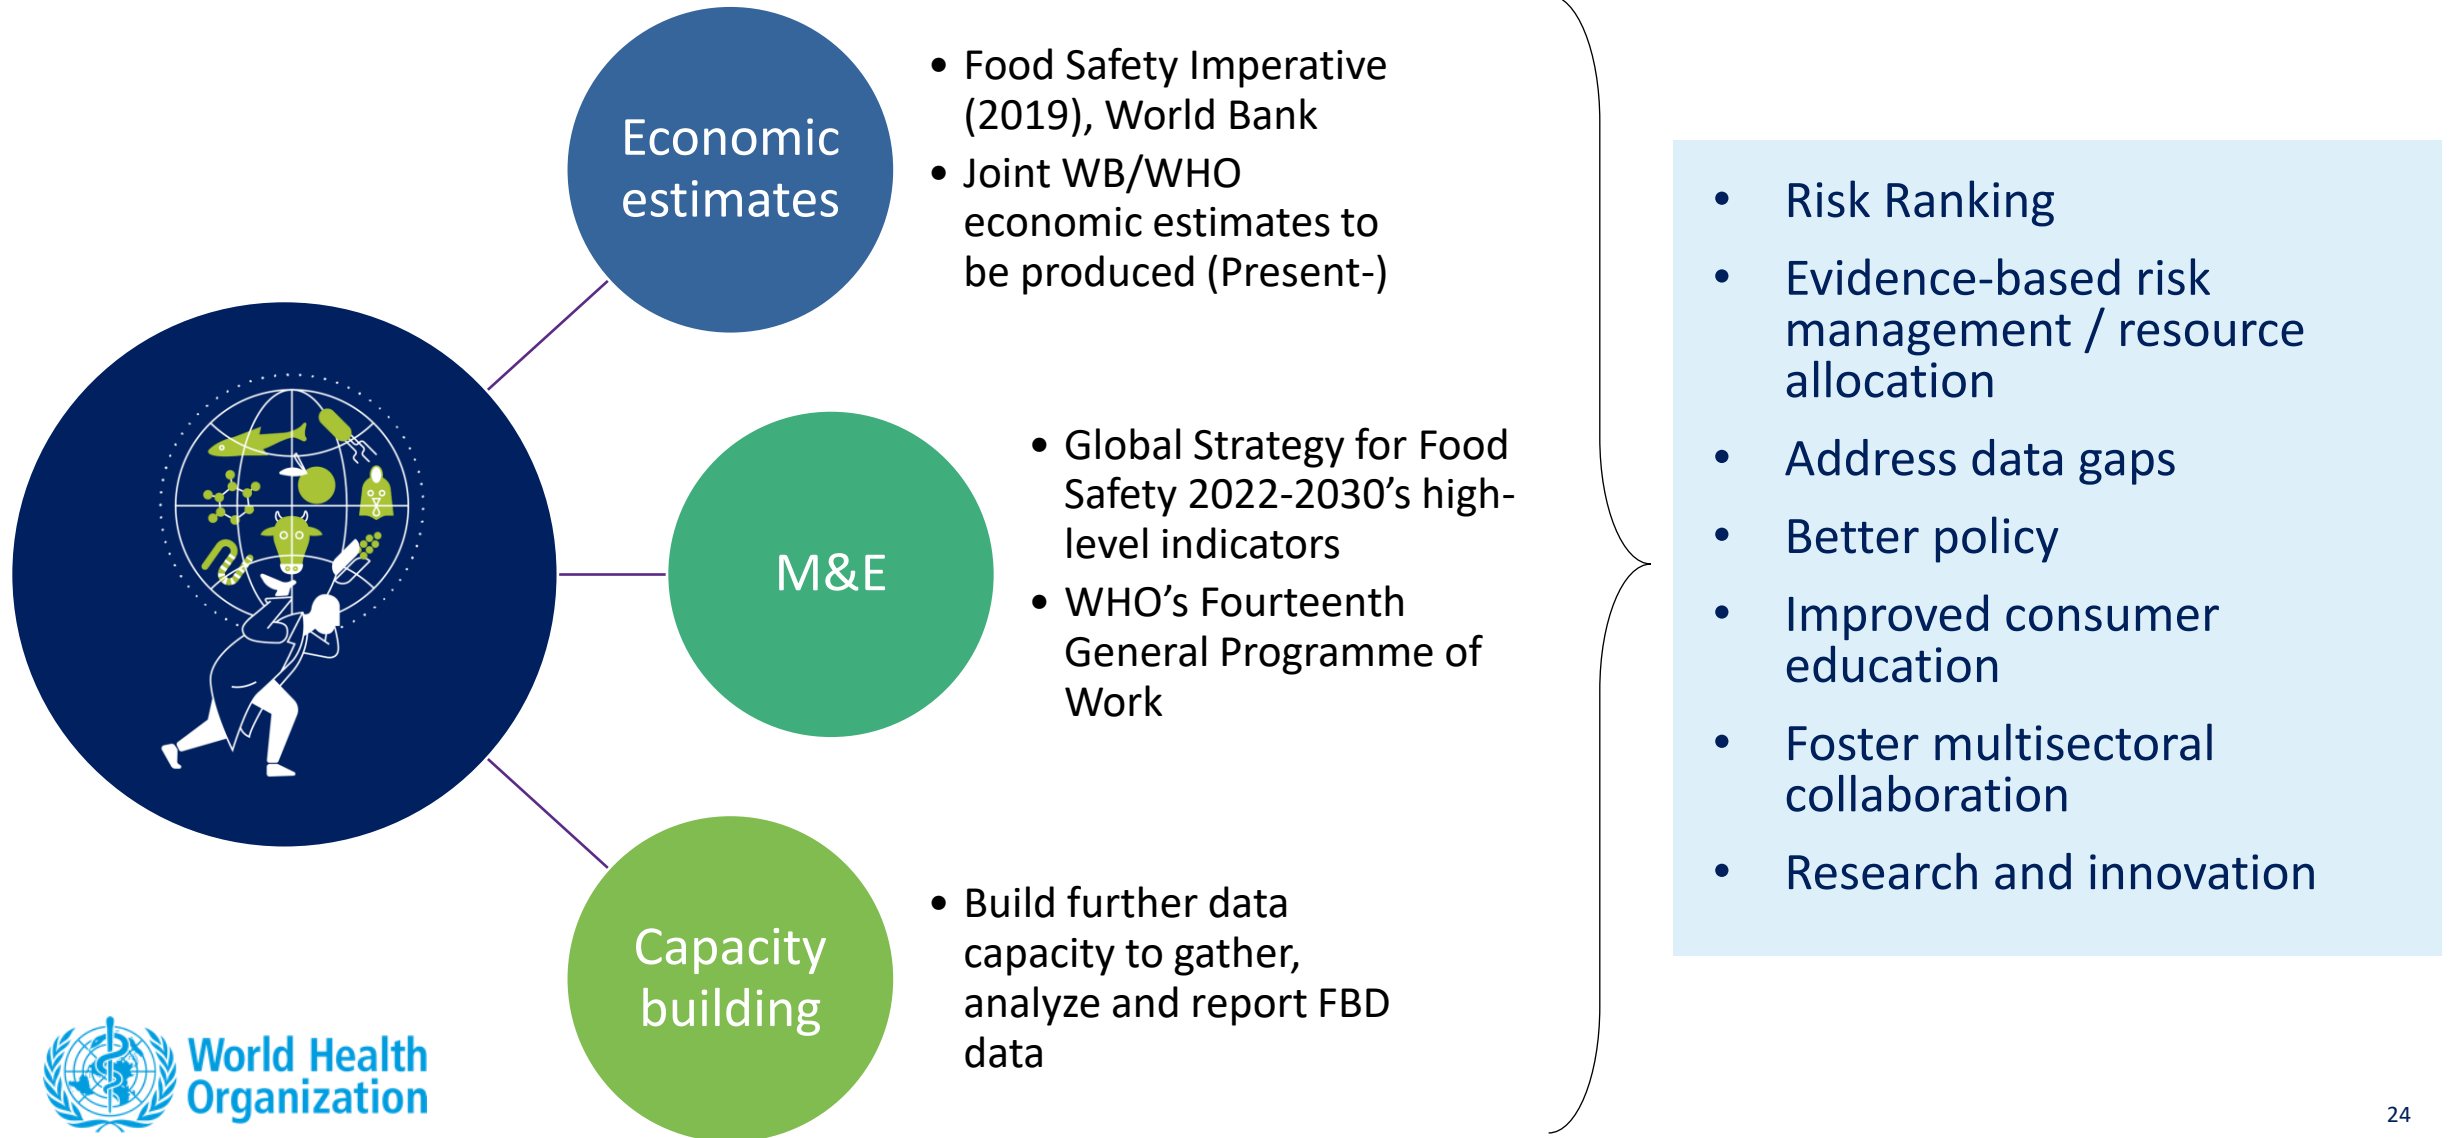 Economic
estimates
• Food Safety Imperative
(2019), World Bank
• Joint WB/WHO
economic estimates to
be produced (Present-)
M&E
• Global Strategy for Food
Safety 2022-2030’s high-
level indicators
• WHO’s Fourteenth
General Programme of
Work
Capacity
building
• Build further data
capacity to gather,
analyze and report FBD
data
• Risk Ranking
• Evidence-based risk
management / resource
allocation
• Address data gaps
• Better policy
• Improved consumer
education
• Foster multisectoral
collaboration
• Research and innovation
World Health
Organization
24